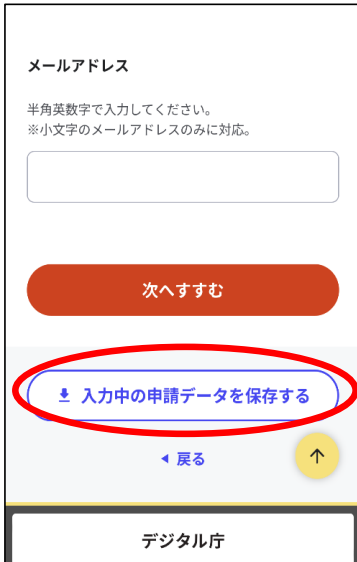 メールアドレス
半角英数字で入力してください。
※小文字のメールアドレスのみに対応。
次へすすむ
入力中の申請データを保存する
戻る
デジタル庁